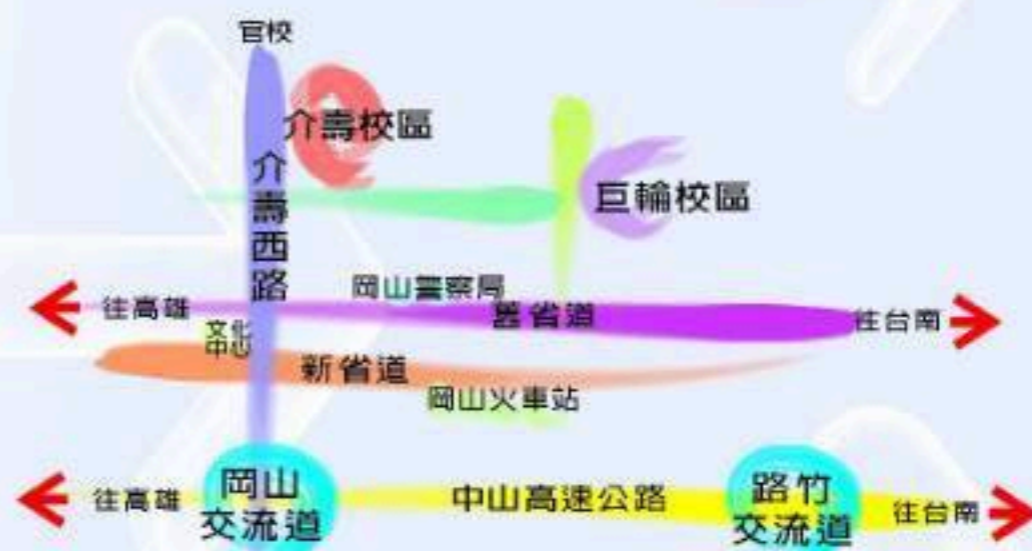 官校
介壽校區
介壽西路
巨輪校區
岡山警察局
往高雄
舊省道
往台南
文化
中心
新省道
岡山火車站
往高雄
岡山
交流道
中山高速公路
路竹
交流道
往台南